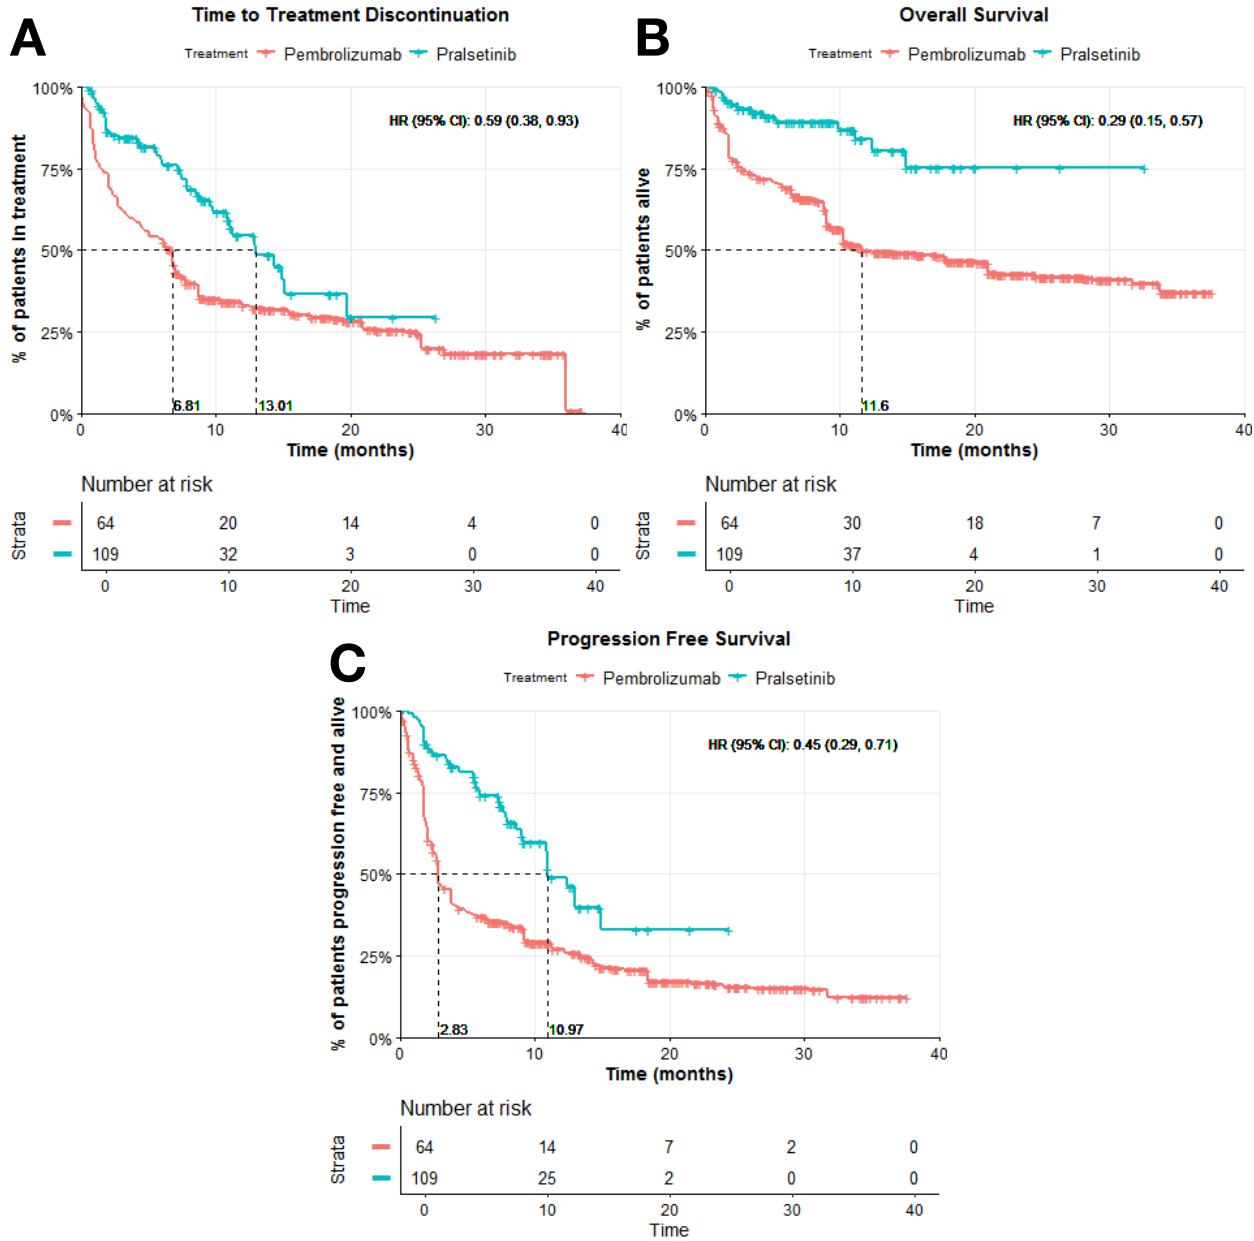 A
Time to Treatment Discontinuation
Treatment Pembrolizumab Pralsetinib
HR (95% CI): 0.59 (0.38, 0.93)
% of patients in treatment
100%
75%
50%
25%
0%
6.81
13.01
0 10 20 30 40
Time (months)
Number at risk
Strata
64 20 14 4 0
109 32 3 0 0
0 10 20 30 40
Time
B
Overall Survival
Treatment Pembrolizumab Pralsetinib
HR (95% CI): 0.29 (0.15, 0.57)
% of patients alive
100%
75%
50%
25%
0%
11.6
0 10 20 30 40
Time (months)
Number at risk
Strata
64 30 18 7 0
109 37 4 1 0
0 10 20 30 40
Time
C
Progression Free Survival
Treatment Pembrolizumab Pralsetinib
HR (95% CI): 0.45 (0.29, 0.71)
% of patients progression free and alive
100%
75%
50%
25%
0%
2.83
10.97
0 10 20 30 40
Time (months)
Number at risk
Strata
64 14 7 2 0
109 25 2 0 0
0 10 20 30 40
Time